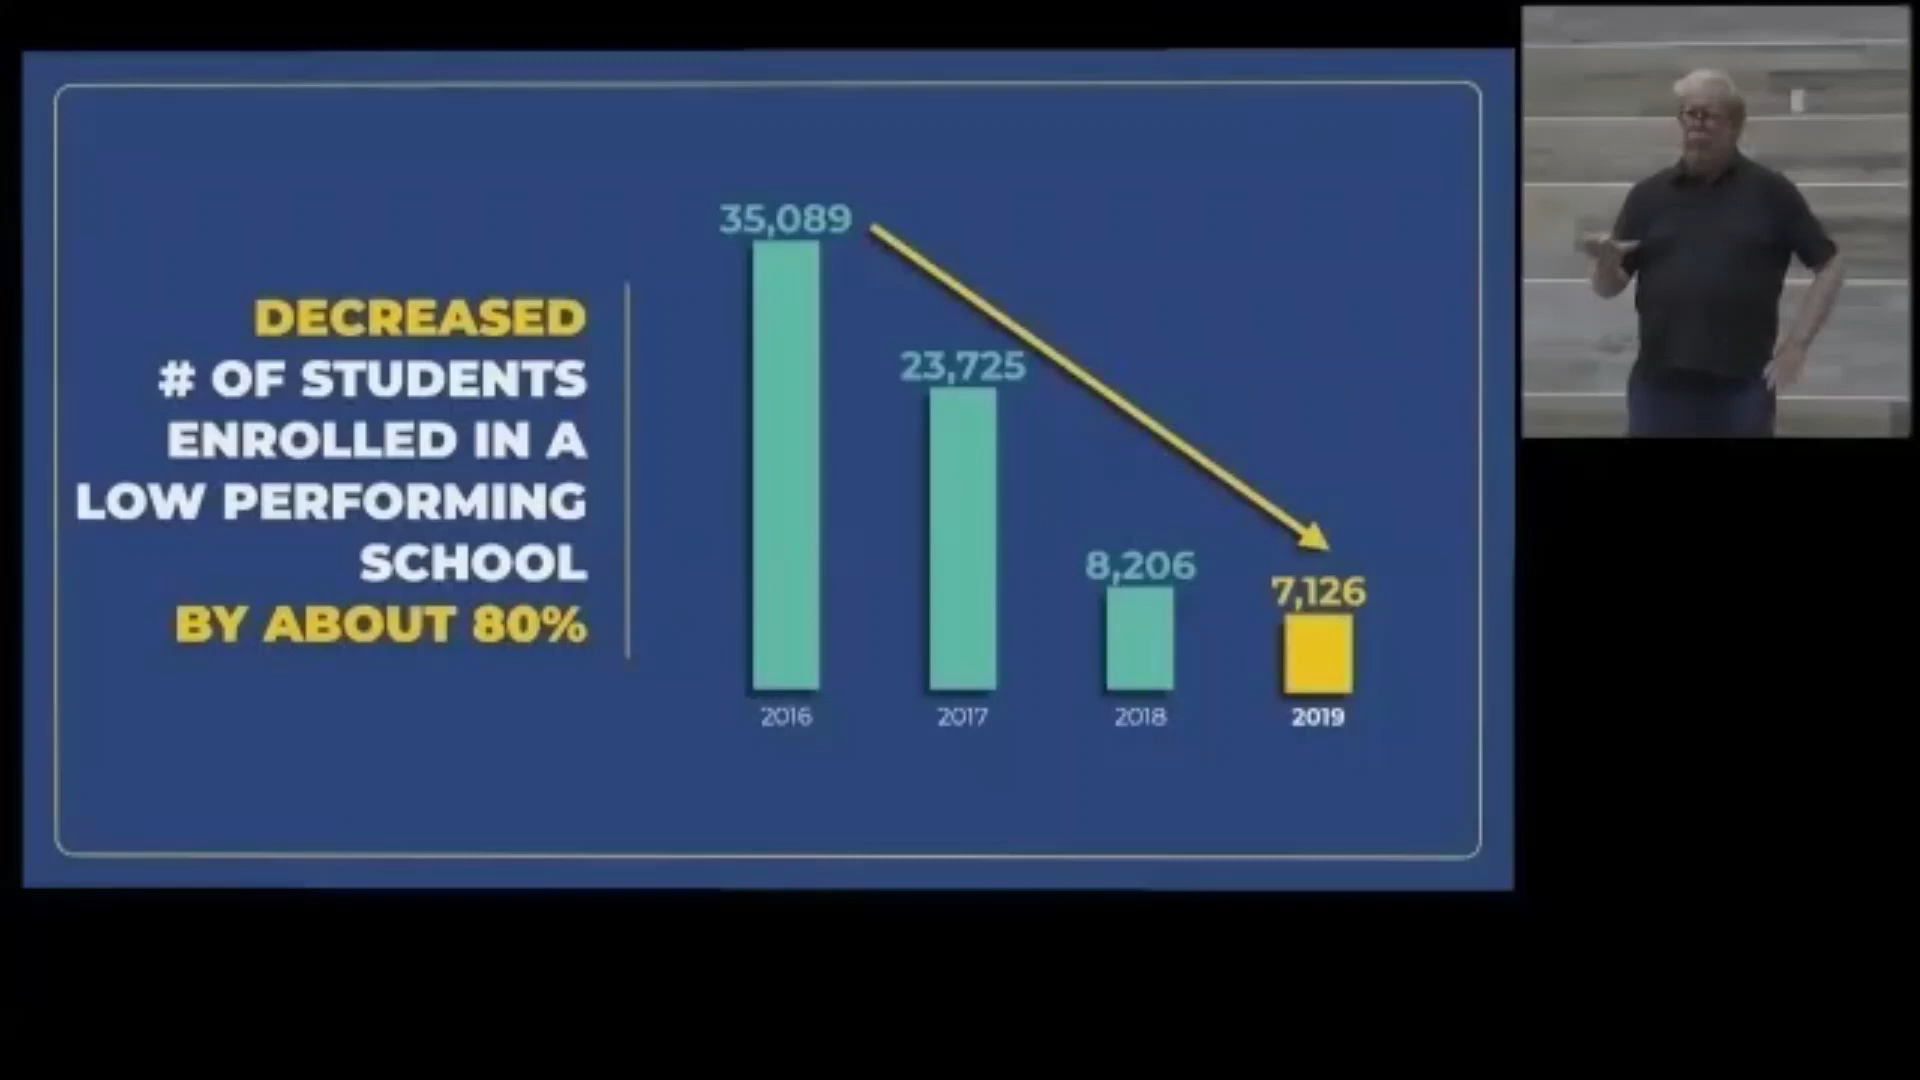 DECREASED
# OF STUDENTS
ENROLLED IN A
LOW PERFORMING
SCHOOL
BY ABOUT 80%
35,089
23,725
8,206
7,126
2016
2017
2018
2019